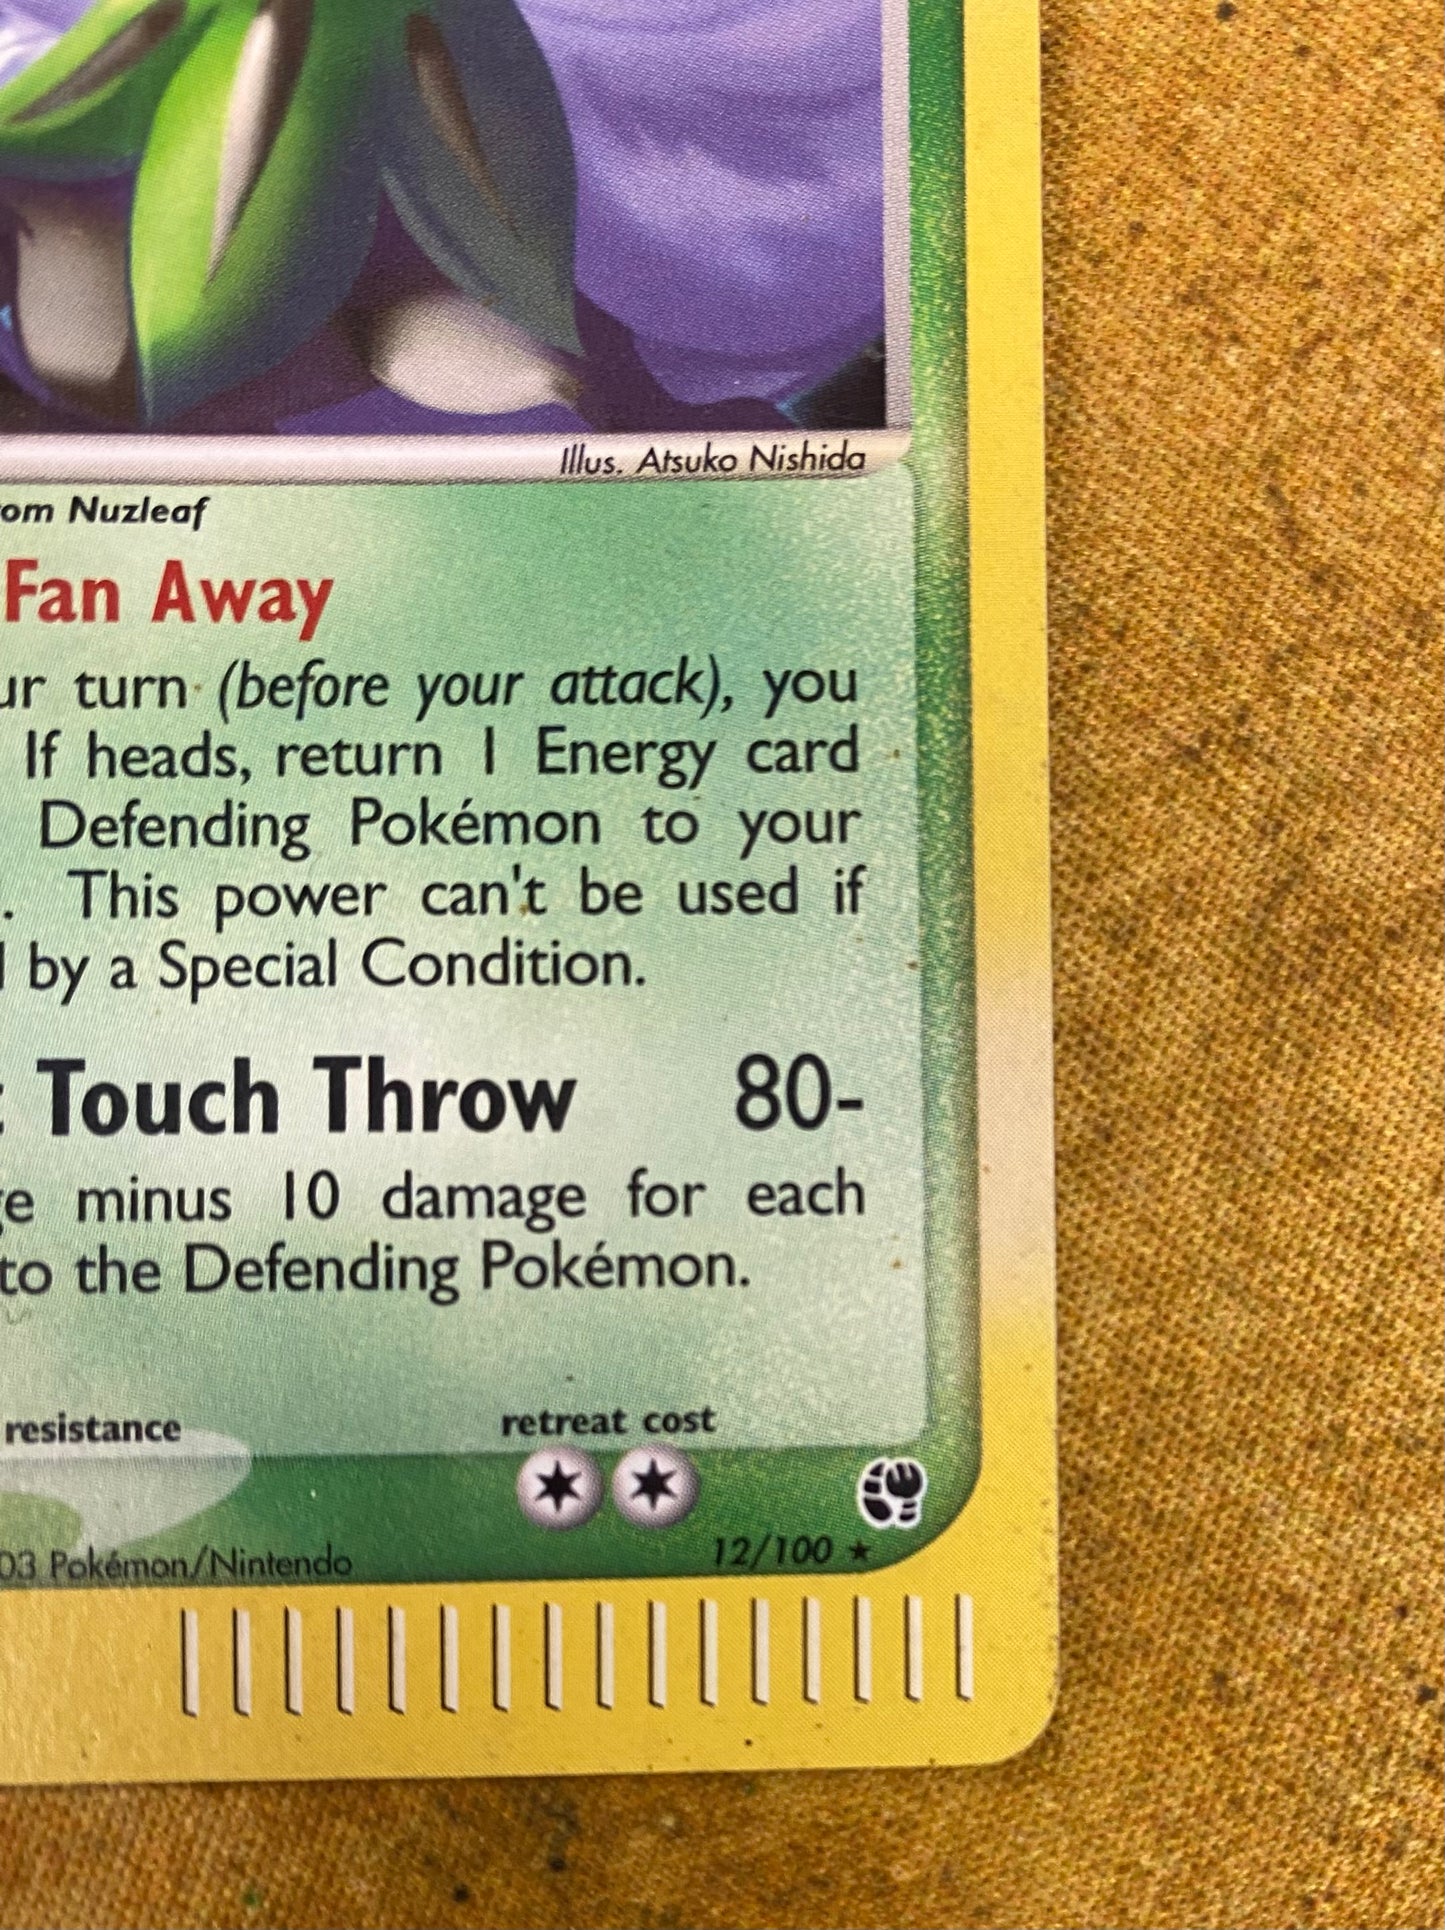 Illus. Atsuko Nishida
om Nuzleaf
Fan Away
ur turn (before your attack), you
If heads, return 1 Energy card
Defending Pokémon to your
. This power can't be used if
by a Special Condition.
Touch Throw 80-
ge minus 10 damage for each
to the Defending Pokémon.
resistance retreat cost
12/100 ★
03 Pokémon/Nintendo